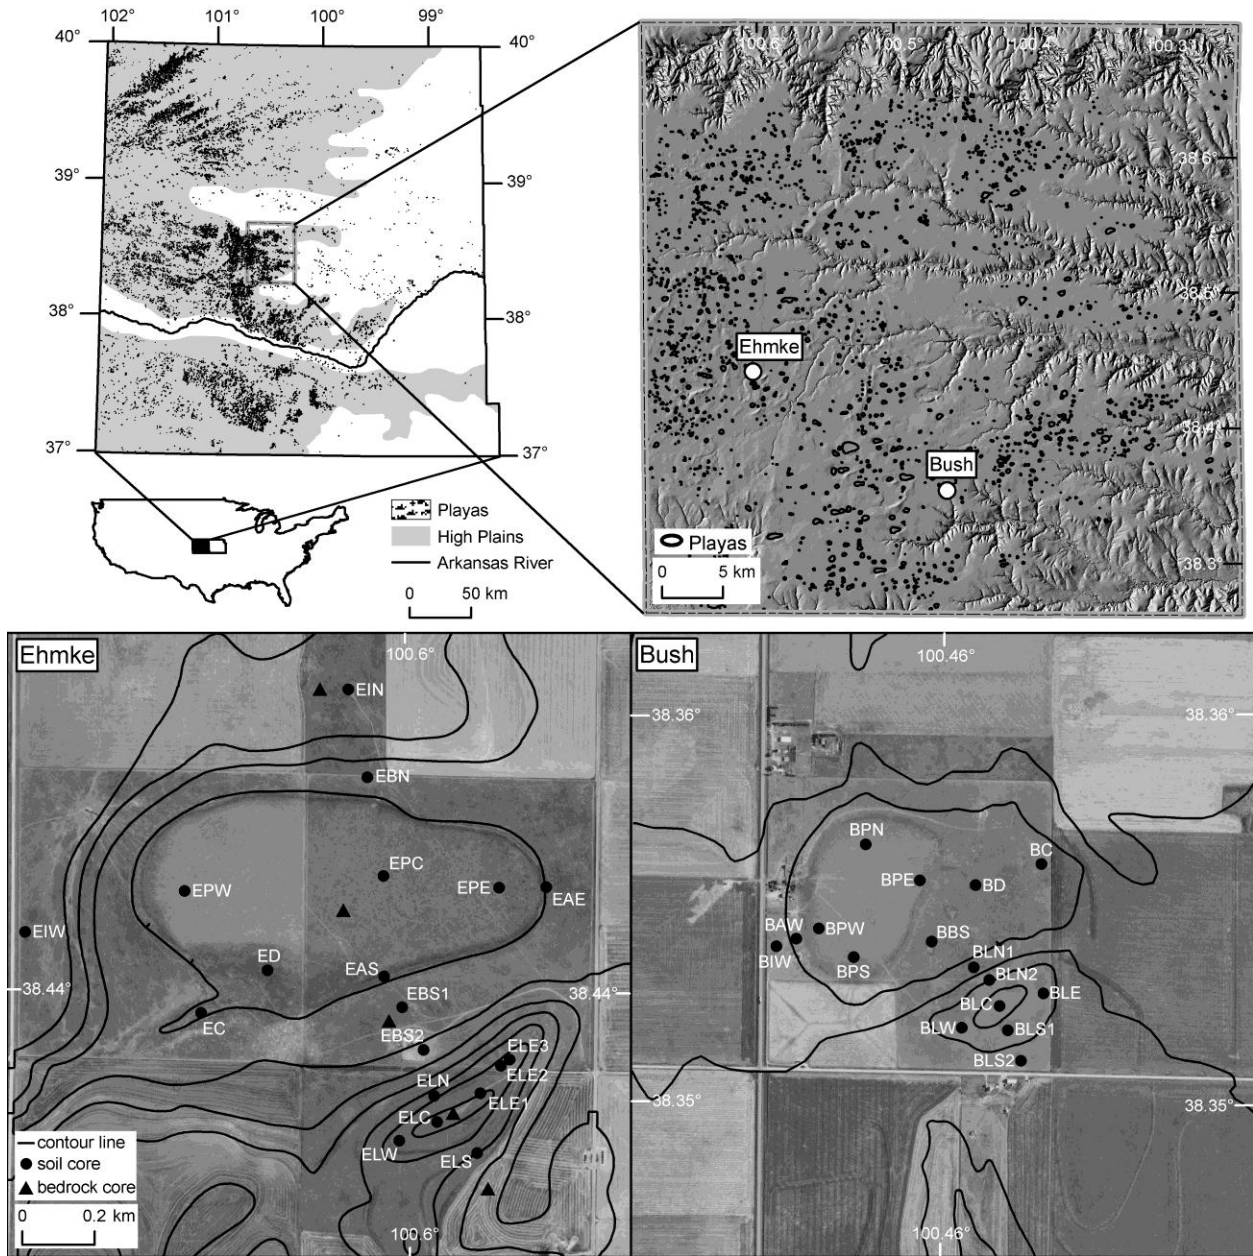 102°
101°
100°
99°
40°
40°
39°
39°
38°
38°
37°
37°
Playas
High Plains
Arkansas River
0 50 km
100.6
100.5
100.4
100.3
38.6°
38.5°
38.4
38.3°
Ehmke
Bush
Playas
0 5 km
Ehmke
100.6°
EIN
EBN
EPC
EPW
EPE
EAE
EIW
ED
EAS
38.44°
38.44°
EC
EBS1
EBS2
ELE3
ELE2
ELN
ELE1
ELC
ELW
ELS
contour line
soil core
bedrock core
0 0.2 km
100.6°
Bush
100.46°
38.36°
38.36°
BPN
BC
BPE
BD
BAW
BPW
BBS
BIW
BPS
BLN1
BLN2
BLC
BLE
BLW
BLS1
BLS2
38.35°
38.35°
100.46°